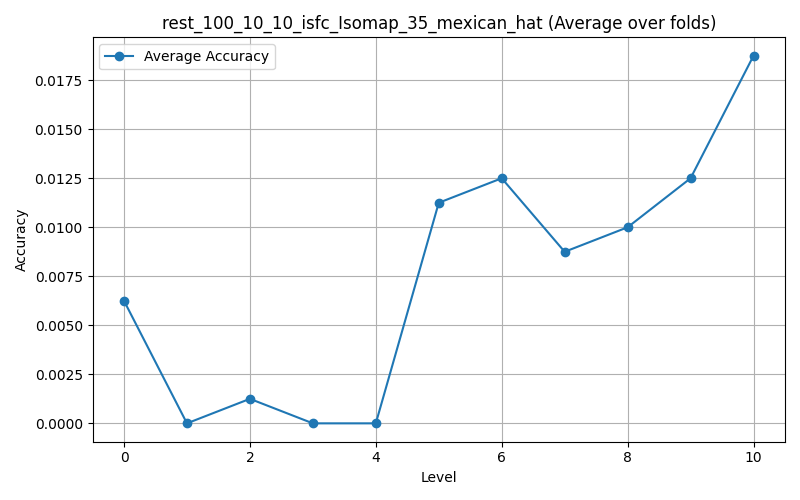 rest_100_10_10_isfc_Isomap_35_mexican_hat (Average over folds)
Average Accuracy
0.0175
0.0150
0.0125
0.0100
0.0075
0.0050
0.0025
0.0000
Accuracy
0 2 4 6 8 10
Level